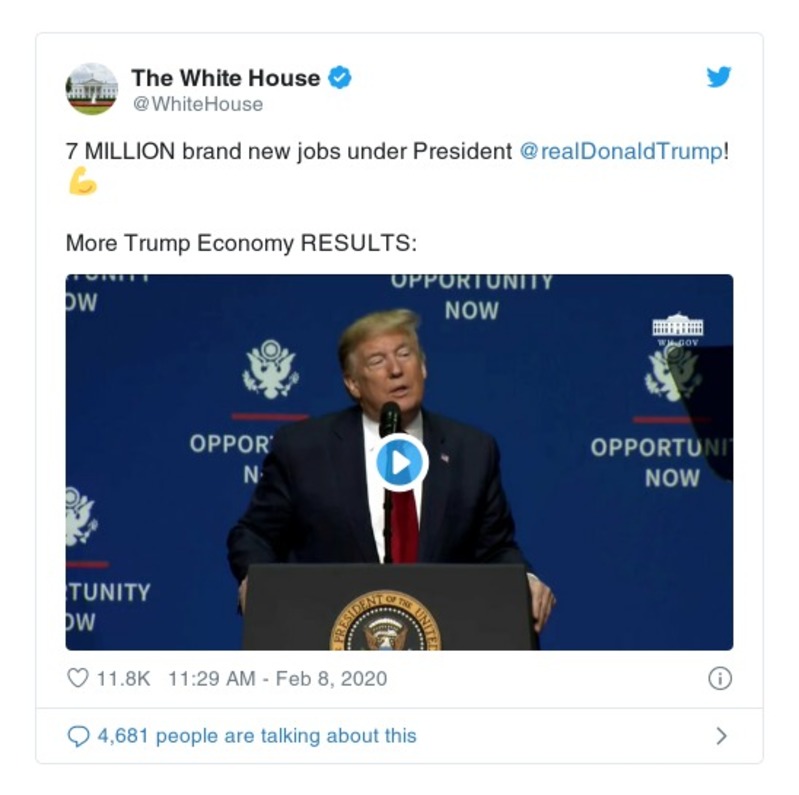 The White House
@WhiteHouse
7 MILLION brand new jobs under President @realDonaldTrump!
💪
More Trump Economy RESULTS:
OPPORTUNITY
NOW
OW
WH.GOV
OPPOR
N
OPPORTUNI
NOW
TUNITY
OW
PRESIDENT OF THE UNITED
11.8K 11:29 AM - Feb 8, 2020
4,681 people are talking about this